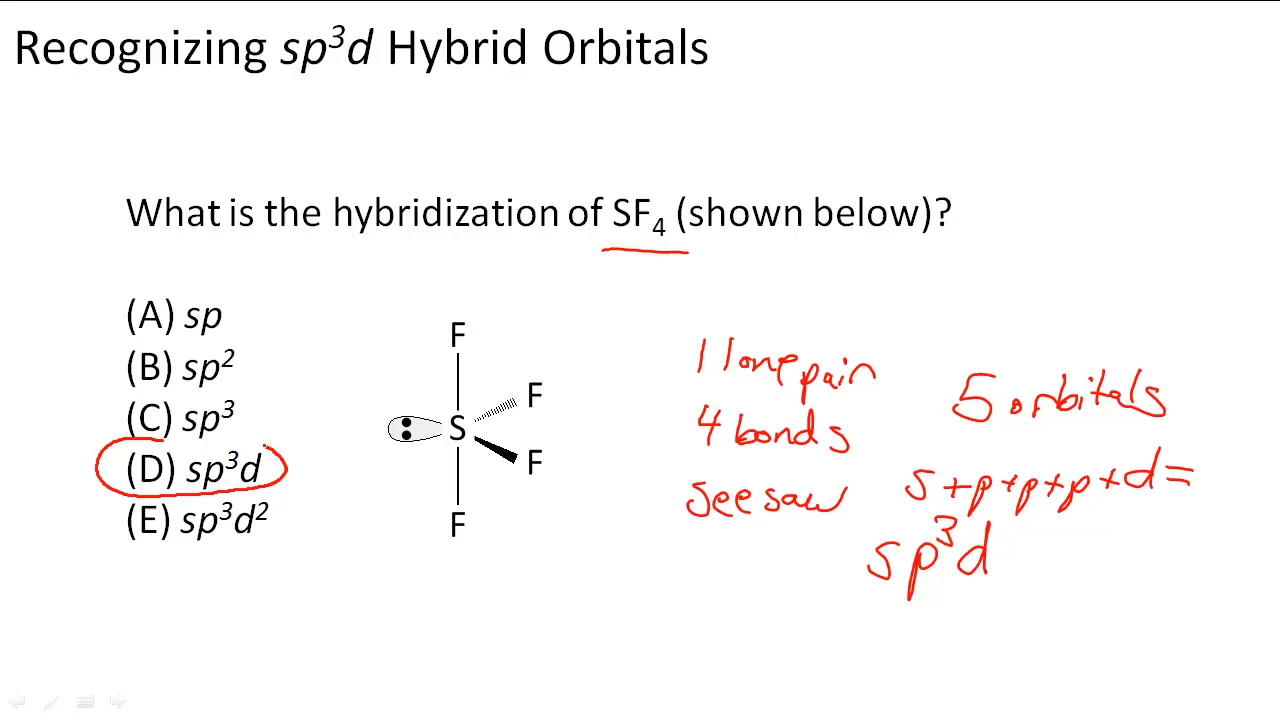 Recognizing sp³d Hybrid Orbitals
What is the hybridization of SF₄ (shown below)?
(A) sp
(B) sp²
(C) sp³
(D) sp³d
(E) sp³d²
F
F
S
F
F
1 lone pair
4 bonds
see saw
5 orbitals
s+p+p+p+d=
sp³d